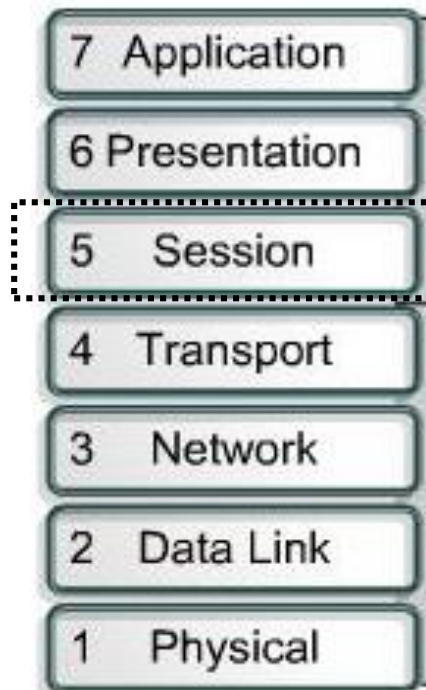 7 Application
6 Presentation
5 Session
4 Transport
3 Network
2 Data Link
1 Physical